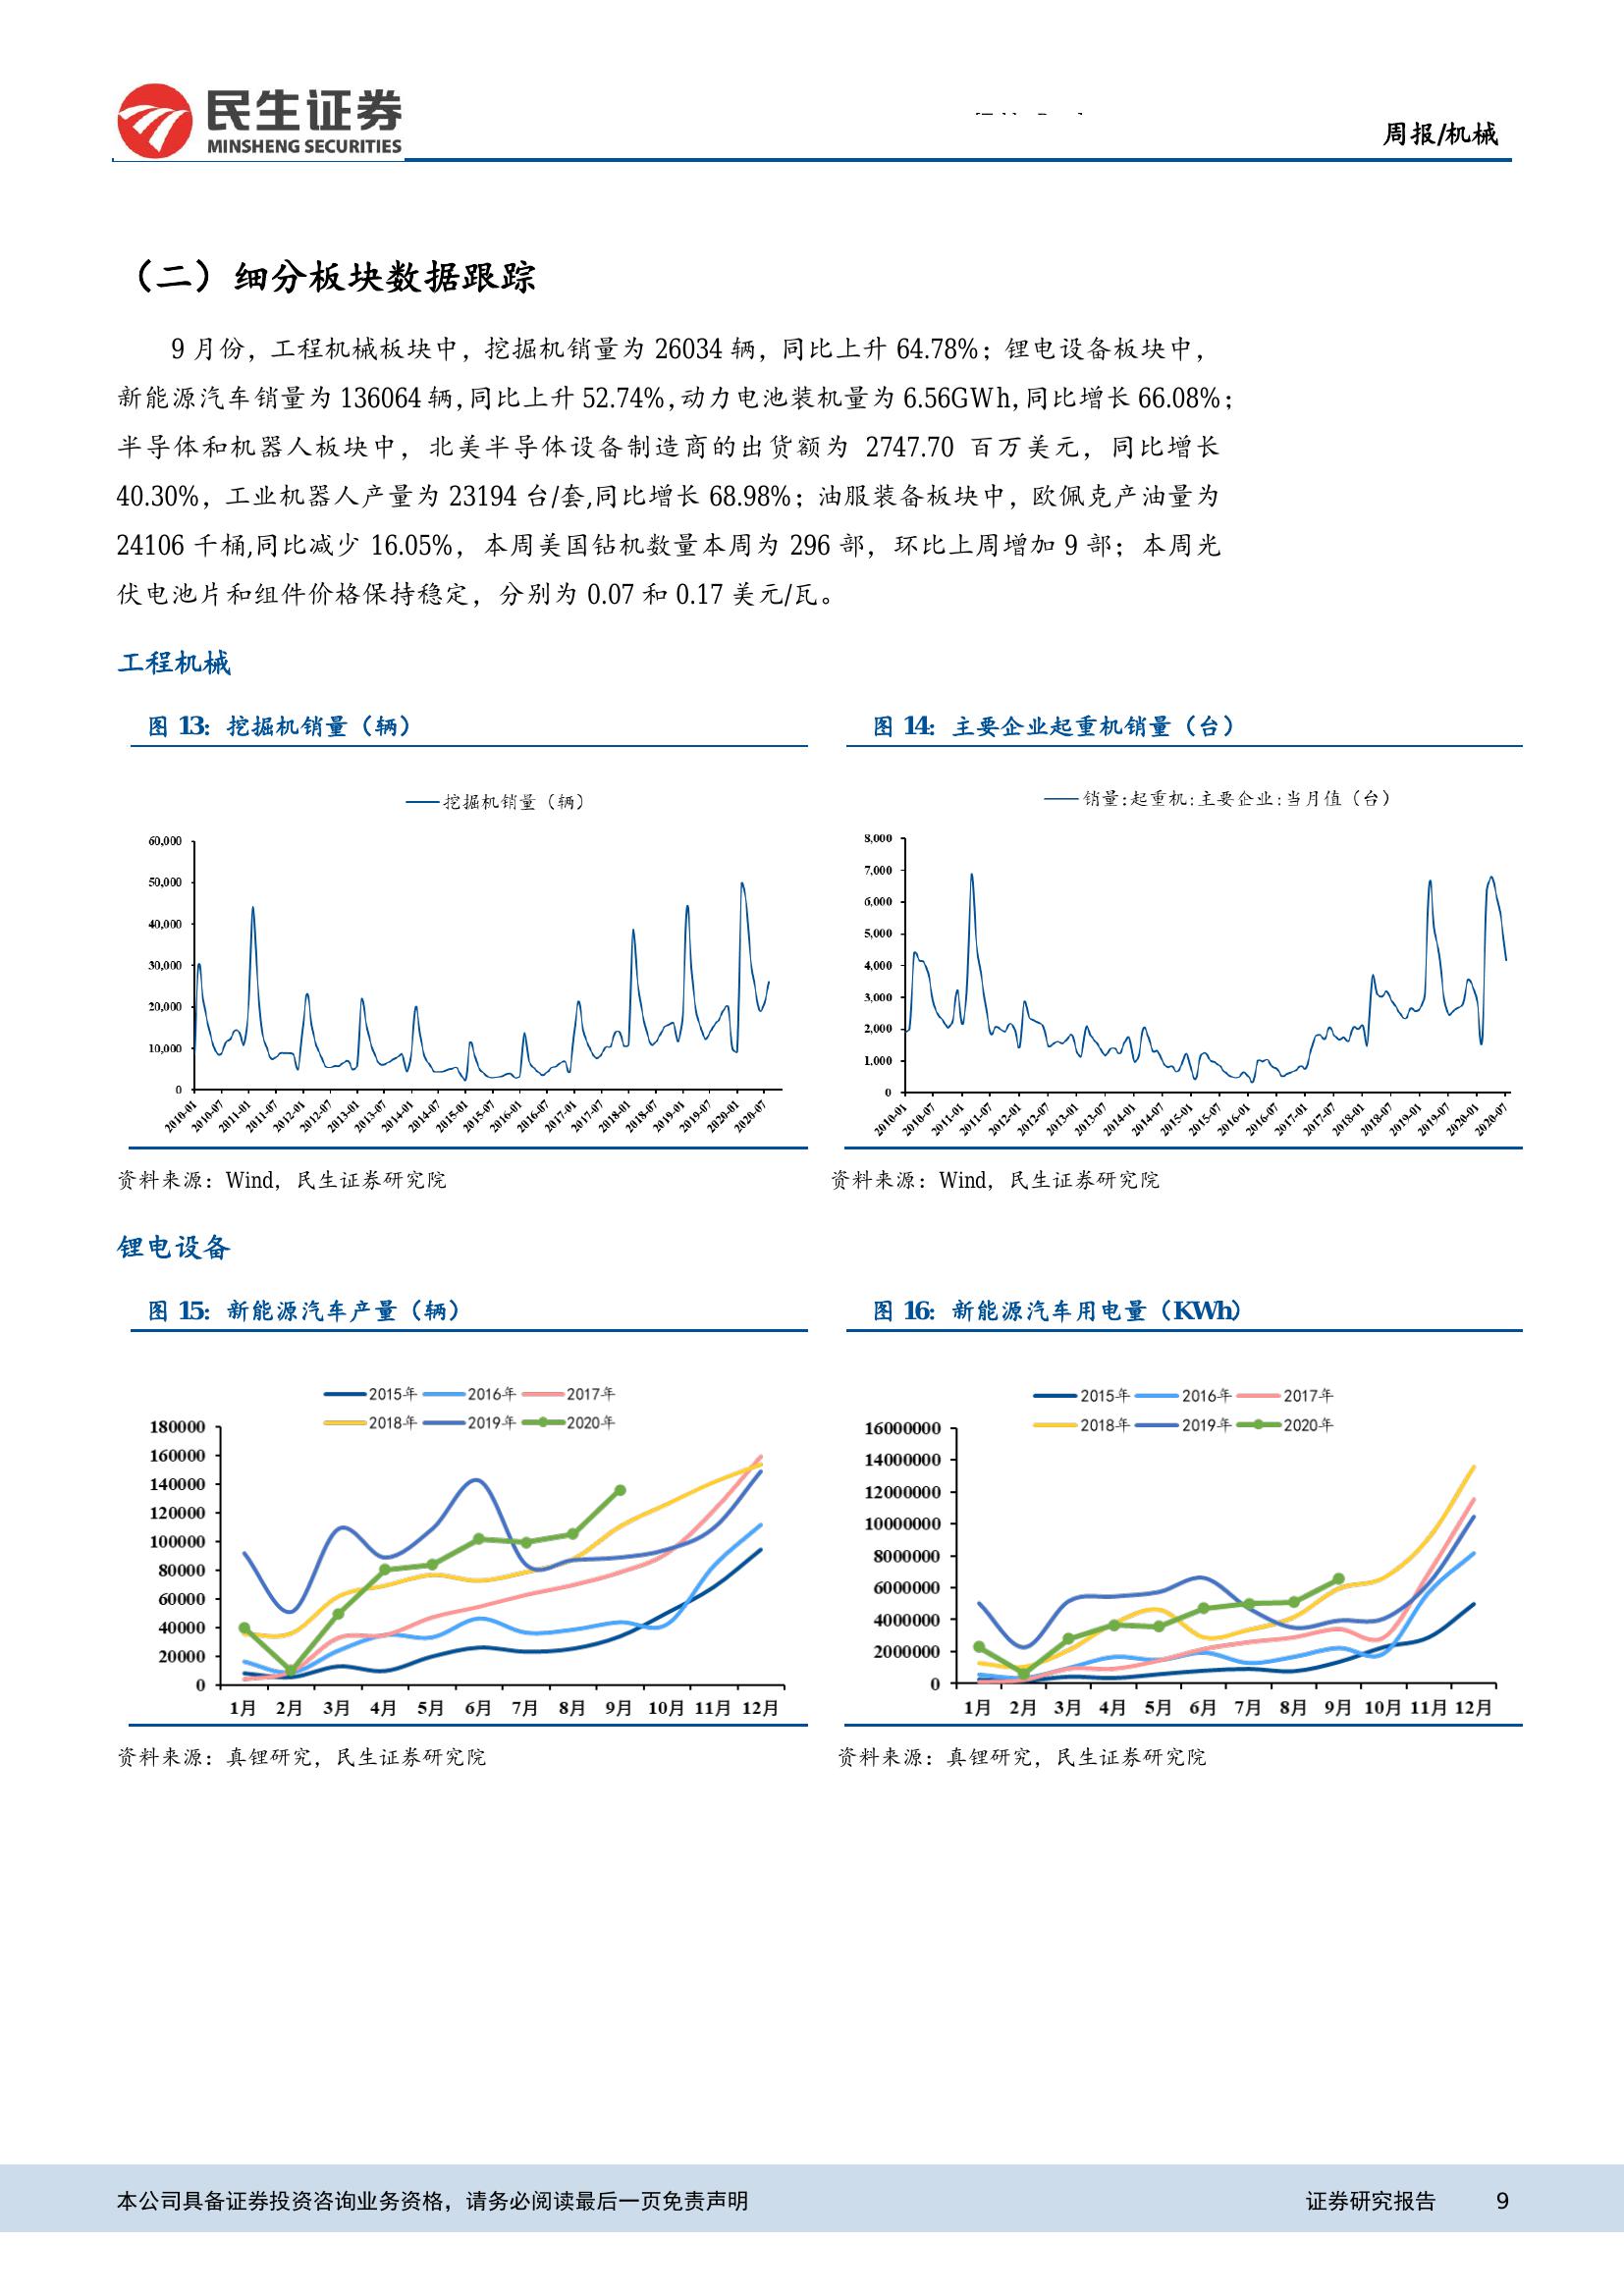 民生证券
MINSHENG SECURITIES
周报/机械
（二）细分板块数据跟踪
9 月份，工程机械板块中，挖掘机销量为 26034 辆，同比上升 64.78%；锂电设备板块中，
新能源汽车销量为 136064 辆,同比上升 52.74%,动力电池装机量为 6.56GWh,同比增长 66.08%；
半导体和机器人板块中，北美半导体设备制造商的出货额为 2747.70 百万美元，同比增长
40.30%，工业机器人产量为 23194 台/套,同比增长 68.98%；油服装备板块中，欧佩克产油量为
24106 千桶,同比减少 16.05%，本周美国钻机数量本周为 296 部，环比上周增加 9 部；本周光
伏电池片和组件价格保持稳定，分别为 0.07 和 0.17 美元/瓦。
工程机械
图 13：挖掘机销量（辆）
挖掘机销量（辆）
60,000
50,000
40,000
30,000
20,000
10,000
0
2010-01 2010-07 2011-01 2011-07 2012-01 2012-07 2013-01 2013-07 2014-01 2014-07 2015-01 2015-07 2016-01 2016-07 2017-01 2017-07 2018-01 2018-07 2019-01 2019-07 2020-01 2020-07
资料来源：Wind，民生证券研究院
图 14：主要企业起重机销量（台）
销量:起重机:主要企业:当月值（台）
8,000
7,000
6,000
5,000
4,000
3,000
2,000
1,000
0
2010-01 2010-07 2011-01 2011-07 2012-01 2012-07 2013-01 2013-07 2014-01 2014-07 2015-01 2015-07 2016-01 2016-07 2017-01 2017-07 2018-01 2018-07 2019-01 2019-07 2020-01 2020-07
资料来源：Wind，民生证券研究院
锂电设备
图 15：新能源汽车产量（辆）
2015年 2016年 2017年
2018年 2019年 2020年
180000
160000
140000
120000
100000
80000
60000
40000
20000
0
1月 2月 3月 4月 5月 6月 7月 8月 9月 10月 11月 12月
资料来源：真锂研究，民生证券研究院
图 16：新能源汽车用电量（KWh）
2015年 2016年 2017年
2018年 2019年 2020年
16000000
14000000
12000000
10000000
8000000
6000000
4000000
2000000
0
1月 2月 3月 4月 5月 6月 7月 8月 9月 10月 11月 12月
资料来源：真锂研究，民生证券研究院
本公司具备证券投资咨询业务资格，请务必阅读最后一页免责声明
证券研究报告 9